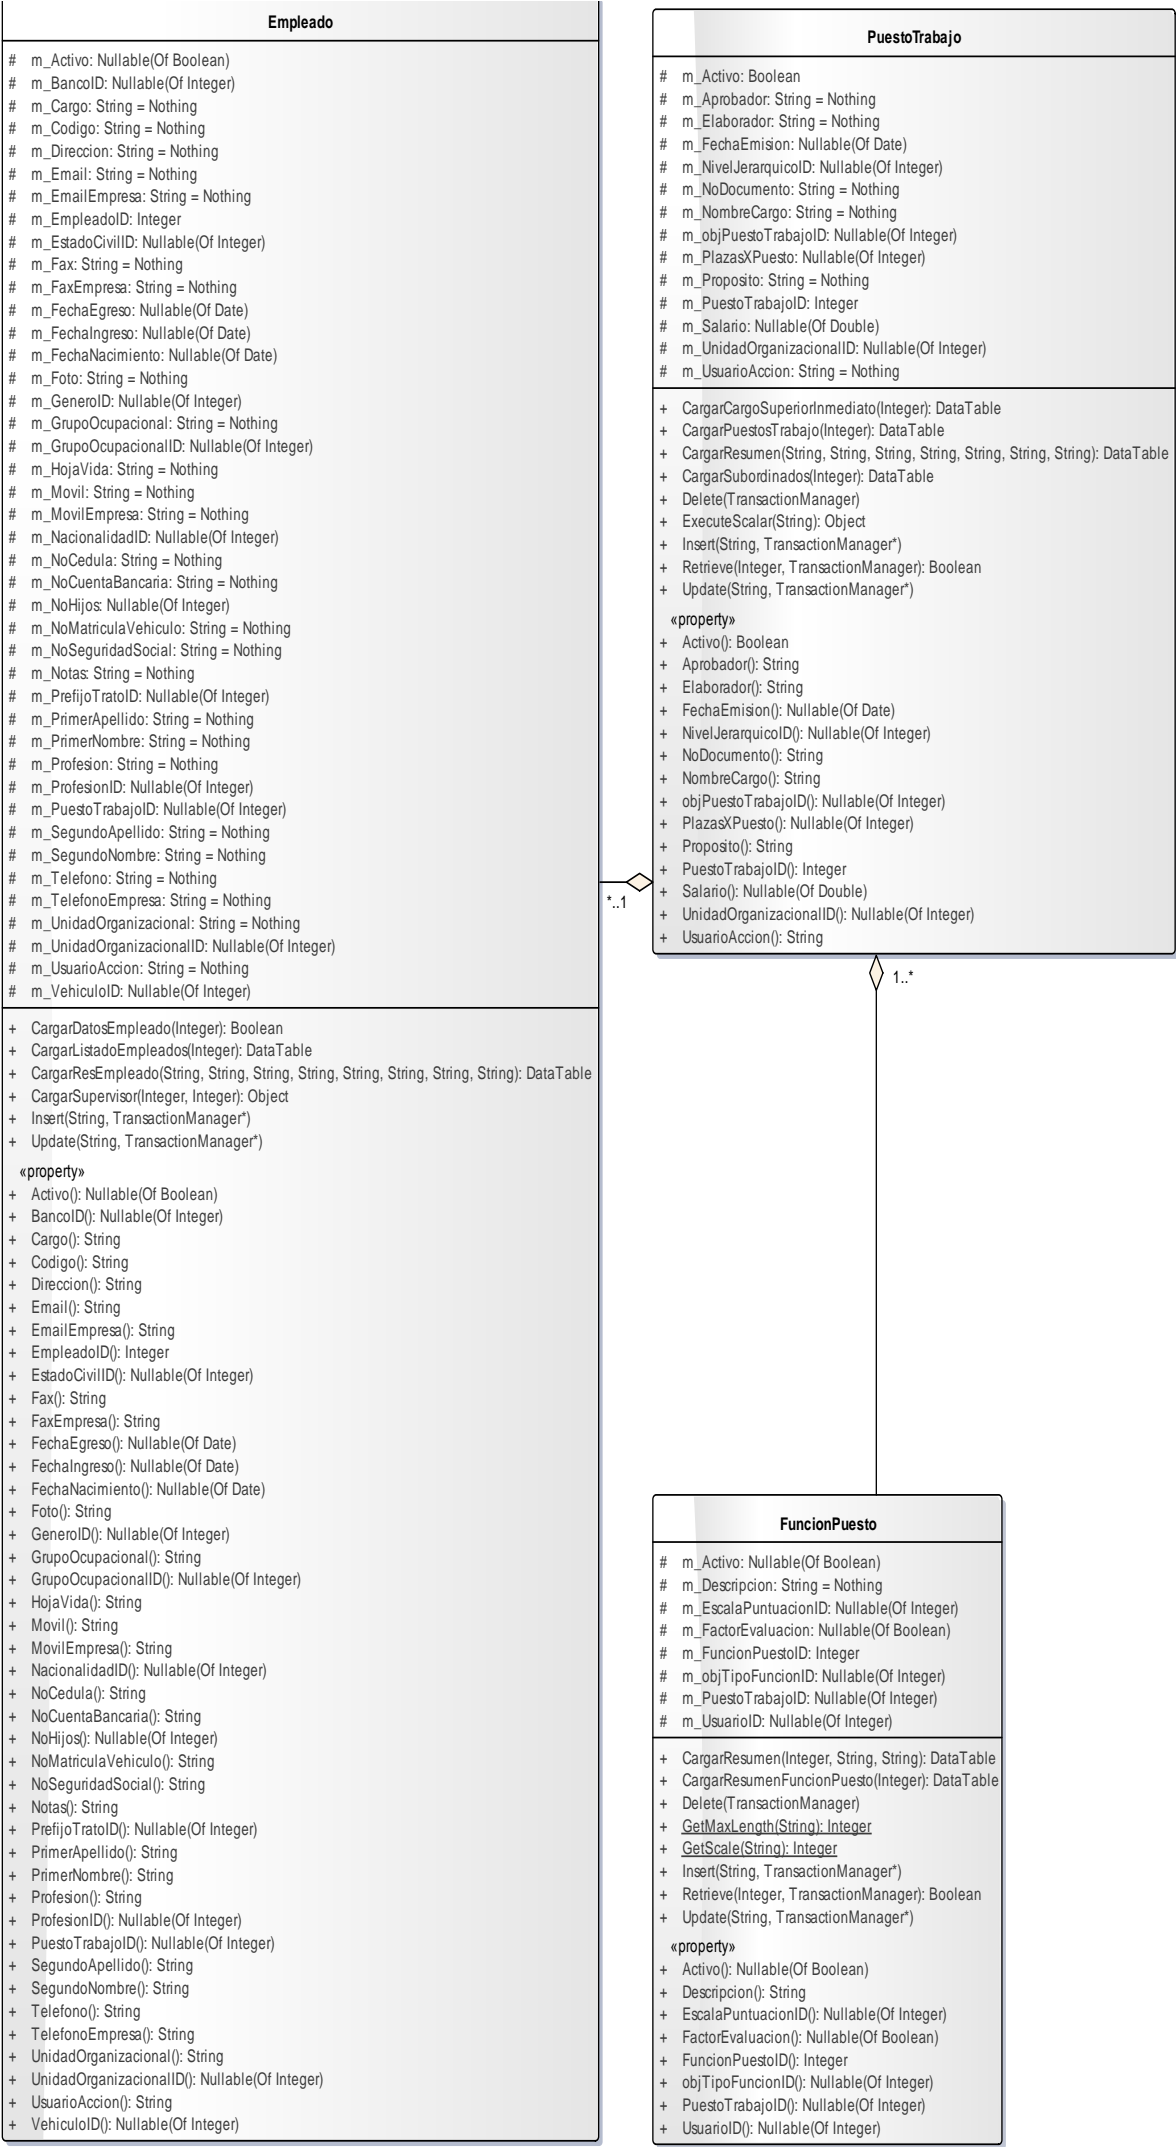 Empleado
# m_Activo: Nullable(Of Boolean)
# m_BancoID: Nullable(Of Integer)
# m_Cargo: String = Nothing
# m_Codigo: String = Nothing
# m_Direccion: String = Nothing
# m_Email: String = Nothing
# m_EmailEmpresa: String = Nothing
# m_EmpleadoID: Integer
# m_EstadoCivilID: Nullable(Of Integer)
# m_Fax: String = Nothing
# m_FaxEmpresa: String = Nothing
# m_FechaEgreso: Nullable(Of Date)
# m_FechaIngreso: Nullable(Of Date)
# m_FechaNacimiento: Nullable(Of Date)
# m_Foto: String = Nothing
# m_GeneroID: Nullable(Of Integer)
# m_GrupoOcupacional: String = Nothing
# m_GrupoOcupacionalID: Nullable(Of Integer)
# m_HojaVida: String = Nothing
# m_Movil: String = Nothing
# m_MovilEmpresa: String = Nothing
# m_NacionalidadID: Nullable(Of Integer)
# m_NoCedula: String = Nothing
# m_NoCuentaBancaria: String = Nothing
# m_NoHijos: Nullable(Of Integer)
# m_NoMatriculaVehiculo: String = Nothing
# m_NoSeguridadSocial: String = Nothing
# m_Notas: String = Nothing
# m_PrefijoTratoID: Nullable(Of Integer)
# m_PrimerApellido: String = Nothing
# m_PrimerNombre: String = Nothing
# m_Profesion: String = Nothing
# m_ProfesionID: Nullable(Of Integer)
# m_PuestoTrabajoID: Nullable(Of Integer)
# m_SegundoApellido: String = Nothing
# m_SegundoNombre: String = Nothing
# m_Telefono: String = Nothing
# m_TelefonoEmpresa: String = Nothing
# m_UnidadOrganizacional: String = Nothing
# m_UnidadOrganizacionalID: Nullable(Of Integer)
# m_UsuarioAccion: String = Nothing
# m_VehiculoID: Nullable(Of Integer)
+ CargarDatosEmpleado(Integer): Boolean
+ CargarListadoEmpleados(Integer): DataTable
+ CargarResEmpleado(String, String, String, String, String, String, String, String): DataTable
+ CargarSupervisor(Integer, Integer): Object
+ Insert(String, TransactionManager*)
+ Update(String, TransactionManager*)
«property»
+ Activo(): Nullable(Of Boolean)
+ BancoID(): Nullable(Of Integer)
+ Cargo(): String
+ Codigo(): String
+ Direccion(): String
+ Email(): String
+ EmailEmpresa(): String
+ EmpleadoID(): Integer
+ EstadoCivilID(): Nullable(Of Integer)
+ Fax(): String
+ FaxEmpresa(): String
+ FechaEgreso(): Nullable(Of Date)
+ FechaIngreso(): Nullable(Of Date)
+ FechaNacimiento(): Nullable(Of Date)
+ Foto(): String
+ GeneroID(): Nullable(Of Integer)
+ GrupoOcupacional(): String
+ GrupoOcupacionalID(): Nullable(Of Integer)
+ HojaVida(): String
+ Movil(): String
+ MovilEmpresa(): String
+ NacionalidadID(): Nullable(Of Integer)
+ NoCedula(): String
+ NoCuentaBancaria(): String
+ NoHijos(): Nullable(Of Integer)
+ NoMatriculaVehiculo(): String
+ NoSeguridadSocial(): String
+ Notas(): String
+ PrefijoTratoID(): Nullable(Of Integer)
+ PrimerApellido(): String
+ PrimerNombre(): String
+ Profesion(): String
+ ProfesionID(): Nullable(Of Integer)
+ PuestoTrabajoID(): Nullable(Of Integer)
+ SegundoApellido(): String
+ SegundoNombre(): String
+ Telefono(): String
+ TelefonoEmpresa(): String
+ UnidadOrganizacional(): String
+ UnidadOrganizacionalID(): Nullable(Of Integer)
+ UsuarioAccion(): String
+ VehiculoID(): Nullable(Of Integer)
*..1
PuestoTrabajo
# m_Activo: Boolean
# m_Aprobador: String = Nothing
# m_Elaborador: String = Nothing
# m_FechaEmision: Nullable(Of Date)
# m_NivelJerarquicoID: Nullable(Of Integer)
# m_NoDocumento: String = Nothing
# m_NombreCargo: String = Nothing
# m_objPuestoTrabajoID: Nullable(Of Integer)
# m_PlazasXPuesto: Nullable(Of Integer)
# m_Proposito: String = Nothing
# m_PuestoTrabajoID: Integer
# m_Salario: Nullable(Of Double)
# m_UnidadOrganizacionalID: Nullable(Of Integer)
# m_UsuarioAccion: String = Nothing
+ CargarCargoSuperiorInmediato(Integer): DataTable
+ CargarPuestosTrabajo(Integer): DataTable
+ CargarResumen(String, String, String, String, String, String, String): DataTable
+ CargarSubordinados(Integer): DataTable
+ Delete(TransactionManager)
+ ExecuteScalar(String): Object
+ Insert(String, TransactionManager*)
+ Retrieve(Integer, TransactionManager): Boolean
+ Update(String, TransactionManager*)
«property»
+ Activo(): Boolean
+ Aprobador(): String
+ Elaborador(): String
+ FechaEmision(): Nullable(Of Date)
+ NivelJerarquicoID(): Nullable(Of Integer)
+ NoDocumento(): String
+ NombreCargo(): String
+ objPuestoTrabajoID(): Nullable(Of Integer)
+ PlazasXPuesto(): Nullable(Of Integer)
+ Proposito(): String
+ PuestoTrabajoID(): Integer
+ Salario(): Nullable(Of Double)
+ UnidadOrganizacionalID(): Nullable(Of Integer)
+ UsuarioAccion(): String
1..*
FuncionPuesto
# m_Activo: Nullable(Of Boolean)
# m_Descripcion: String = Nothing
# m_EscalaPuntuacionID: Nullable(Of Integer)
# m_FactorEvaluacion: Nullable(Of Boolean)
# m_FuncionPuestoID: Integer
# m_objTipoFuncionID: Nullable(Of Integer)
# m_PuestoTrabajoID: Nullable(Of Integer)
# m_UsuarioID: Nullable(Of Integer)
+ CargarResumen(Integer, String, String): DataTable
+ CargarResumenFuncionPuesto(Integer): DataTable
+ Delete(TransactionManager)
+ GetMaxLength(String): Integer
+ GetScale(String): Integer
+ Insert(String, TransactionManager*)
+ Retrieve(Integer, TransactionManager): Boolean
+ Update(String, TransactionManager*)
«property»
+ Activo(): Nullable(Of Boolean)
+ Descripcion(): String
+ EscalaPuntuacionID(): Nullable(Of Integer)
+ FactorEvaluacion(): Nullable(Of Boolean)
+ FuncionPuestoID(): Integer
+ objTipoFuncionID(): Nullable(Of Integer)
+ PuestoTrabajoID(): Nullable(Of Integer)
+ UsuarioID(): Nullable(Of Integer)